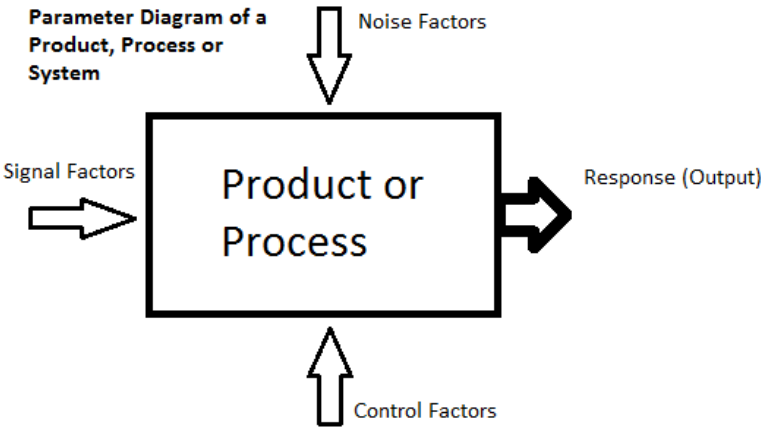 Parameter Diagram of a
Product, Process or
System
Noise Factors
Signal Factors
Product or
Process
Response (Output)
Control Factors